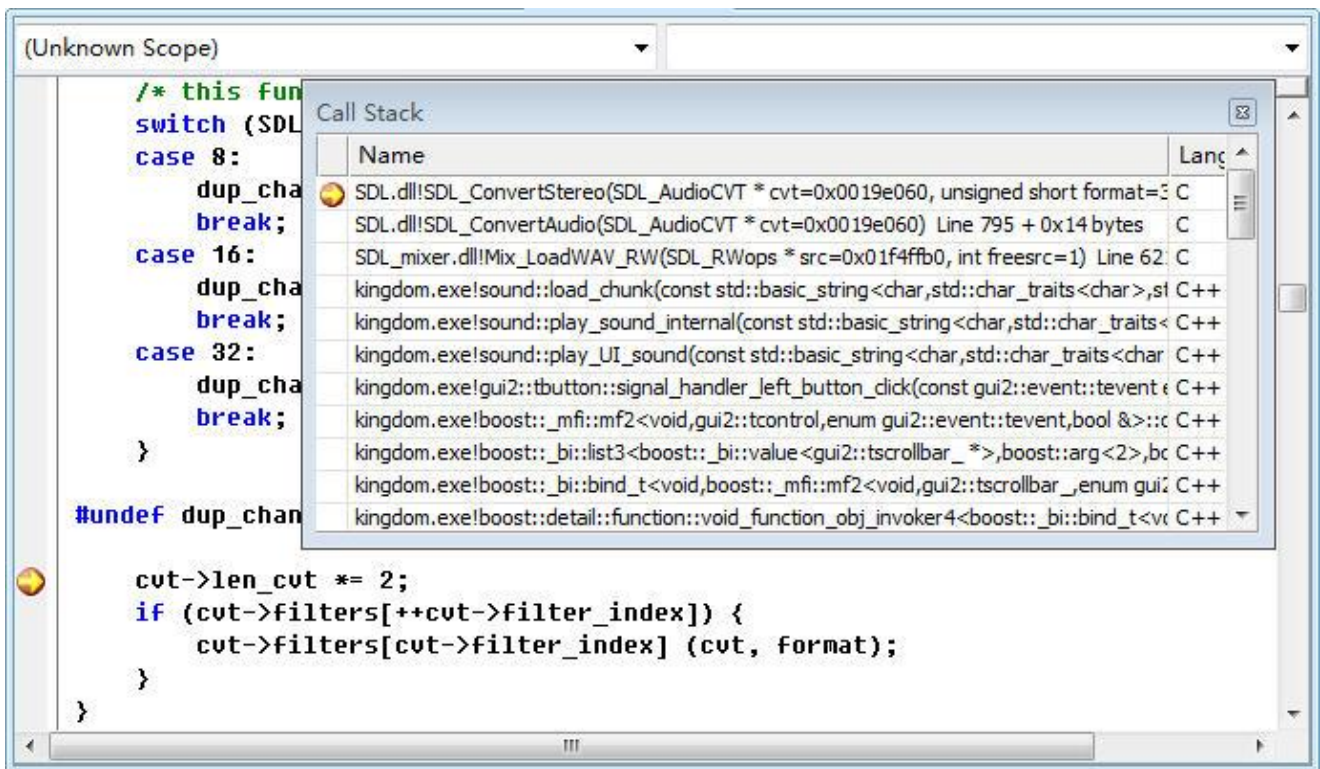 (Unknown Scope)
/* this fun
switch (SDL
case 8:
dup_cha
break;
case 16:
dup_cha
break;
case 32:
dup_cha
break;
}
#undef dup_chan
cvt->len_cvt *= 2;
if (cvt->filters[++cvt->filter_index]) {
cvt->filters[cvt->filter_index] (cvt, format);
}
}
Call Stack
Name Lang
SDL.dll!SDL_ConvertStereo(SDL_AudioCVT * cvt=0x0019e060, unsigned short format=3 C
SDL.dll!SDL_ConvertAudio(SDL_AudioCVT * cvt=0x0019e060) Line 795 + 0x14 bytes C
SDL_mixer.dll!Mix_LoadWAV_RW(SDL_RWops * src=0x01f4ffb0, int freesrc=1) Line 62 C
kingdom.exe!sound::load_chunk(const std::basic_string<char,std::char_traits<char>,st C++
kingdom.exe!sound::play_sound_internal(const std::basic_string<char,std::char_traits< C++
kingdom.exe!sound::play_UI_sound(const std::basic_string<char,std::char_traits<char C++
kingdom.exe!gui2::tbutton::signal_handler_left_button_click(const gui2::event::tevent C++
kingdom.exe!boost::_mfi::mf2<void,gui2::tcontrol,enum gui2::event::tevent,bool &>:: C++
kingdom.exe!boost::_bi::list3<boost::_bi::value<gui2::tscrollbar_ *>,boost::arg<2>,bo C++
kingdom.exe!boost::_bi::bind_t<void,boost::_mfi::mf2<void,gui2::tscrollbar_,enum gui2 C++
kingdom.exe!boost::detail::function::void_function_obj_invoker4<boost::_bi::bind_t<vo C++